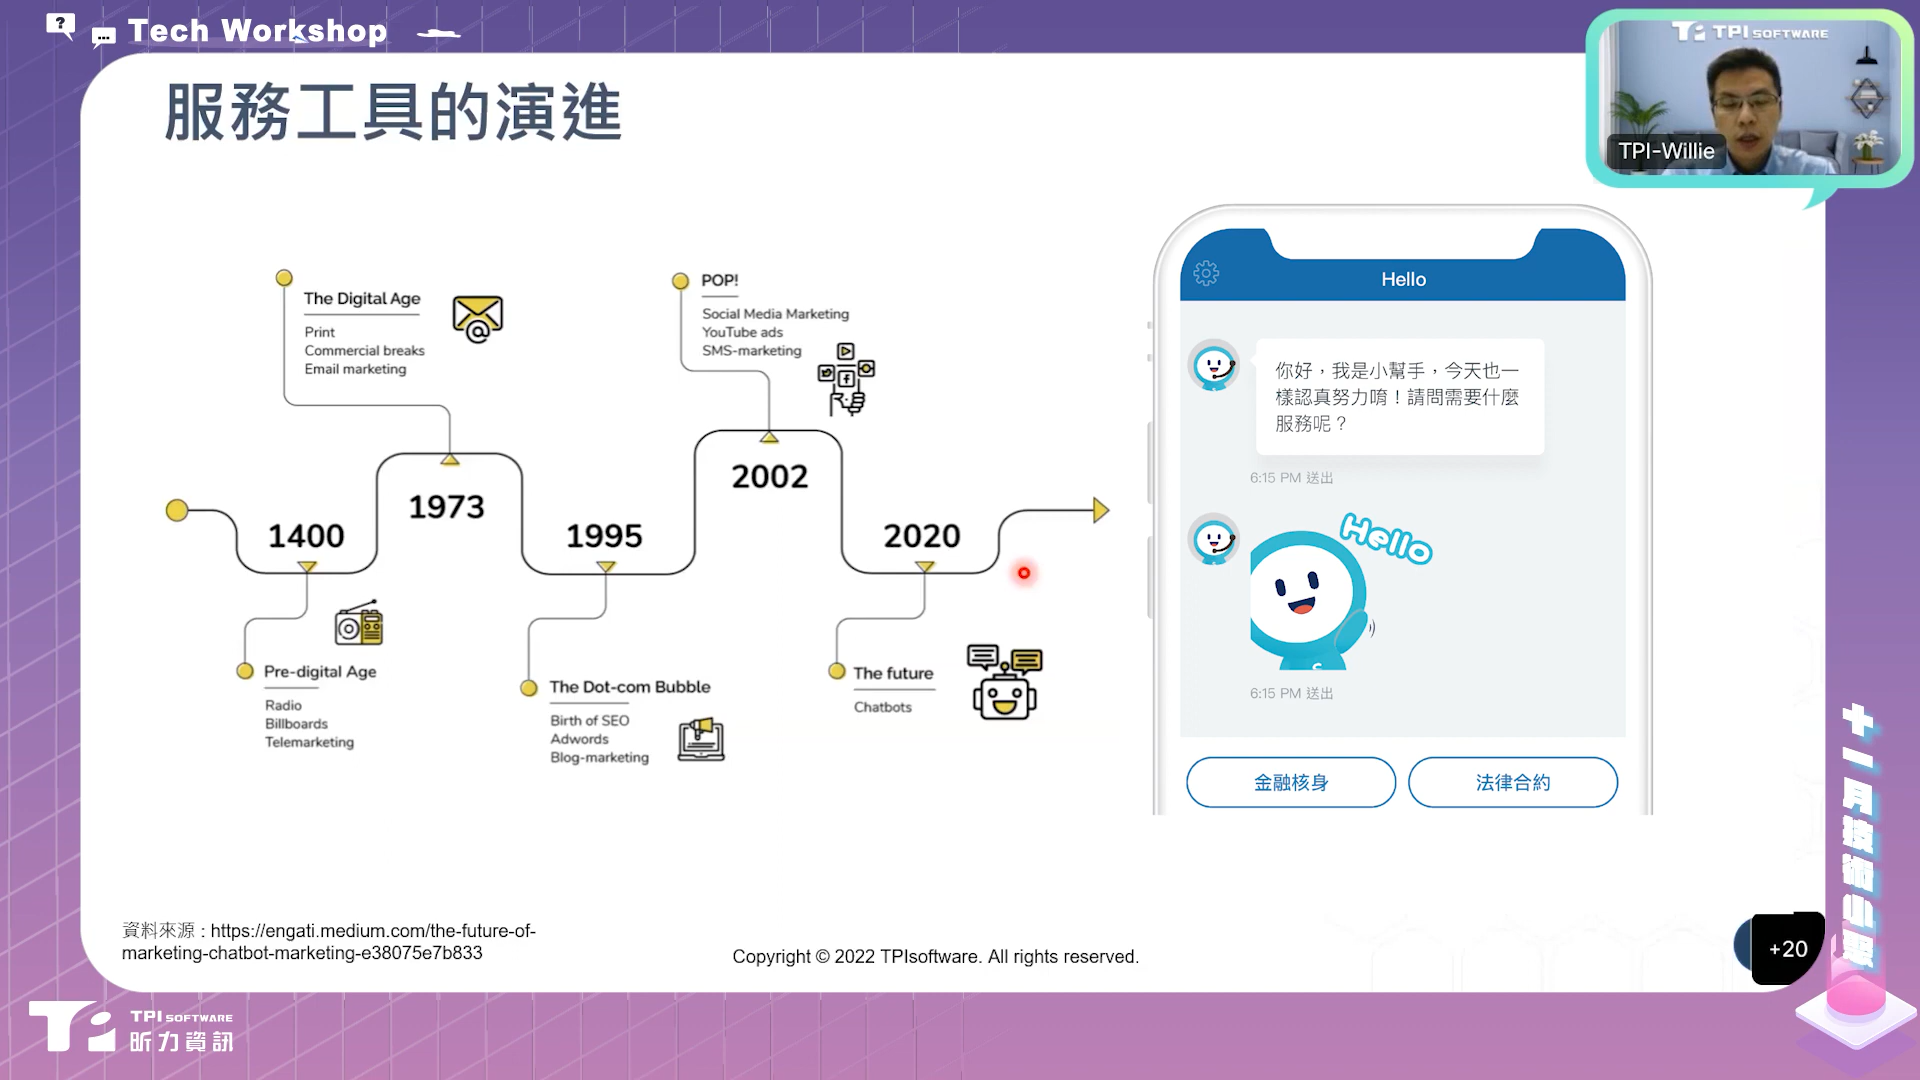 Tech Workshop
服務工具的演進
TPI SOFTWARE
TPI-Willie
The Digital Age
Print
Commercial breaks
Email marketing
POP!
Social Media Marketing
YouTube ads
SMS-marketing
1400
1973
1995
2002
2020
Pre-digital Age
Radio
Billboards
Telemarketing
The Dot-com Bubble
Birth of SEO
Adwords
Blog-marketing
The future
Chatbots
Hello
你好，我是小幫手，今天也一
樣認真努力唷！請問需要什麼
服務呢？
6:15 PM 送出
Hello
6:15 PM 送出
金融核身
法律合約
資料來源 : https://engati.medium.com/the-future-of-
marketing-chatbot-marketing-e38075e7b833
Copyright © 2022 TPIsoftware. All rights reserved.
+20
TPI SOFTWARE
昕力資訊